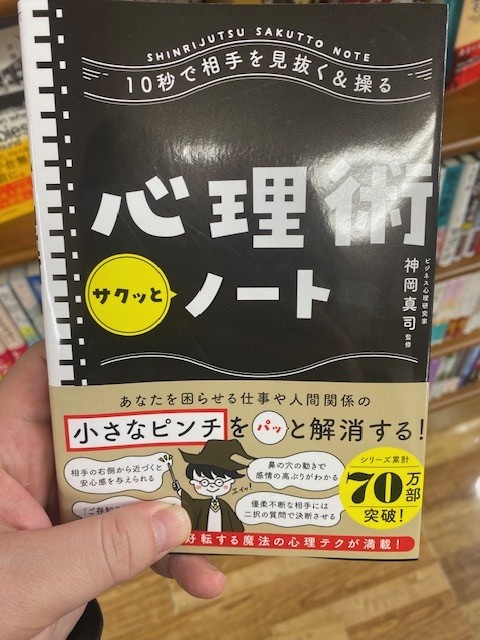 SHINRIJUTSU SAKUTTO NOTE
10秒で相手を見抜く&操る
心理術
サクッと
ノート
ビジネス心理研究家
神岡真司 監修
あなたを困らせる仕事や人間関係の
小さなピンチをパッと解消する!
相手の右側から近づくと
安心感を与えられる
鼻の穴の動きで
感情の高ぶりがわかる
エイッ!
優柔不断な相手には
二択の質問で決断させる
「ご存知
シリーズ累計
70万部
突破!
好転する魔法の心理テクが満載!